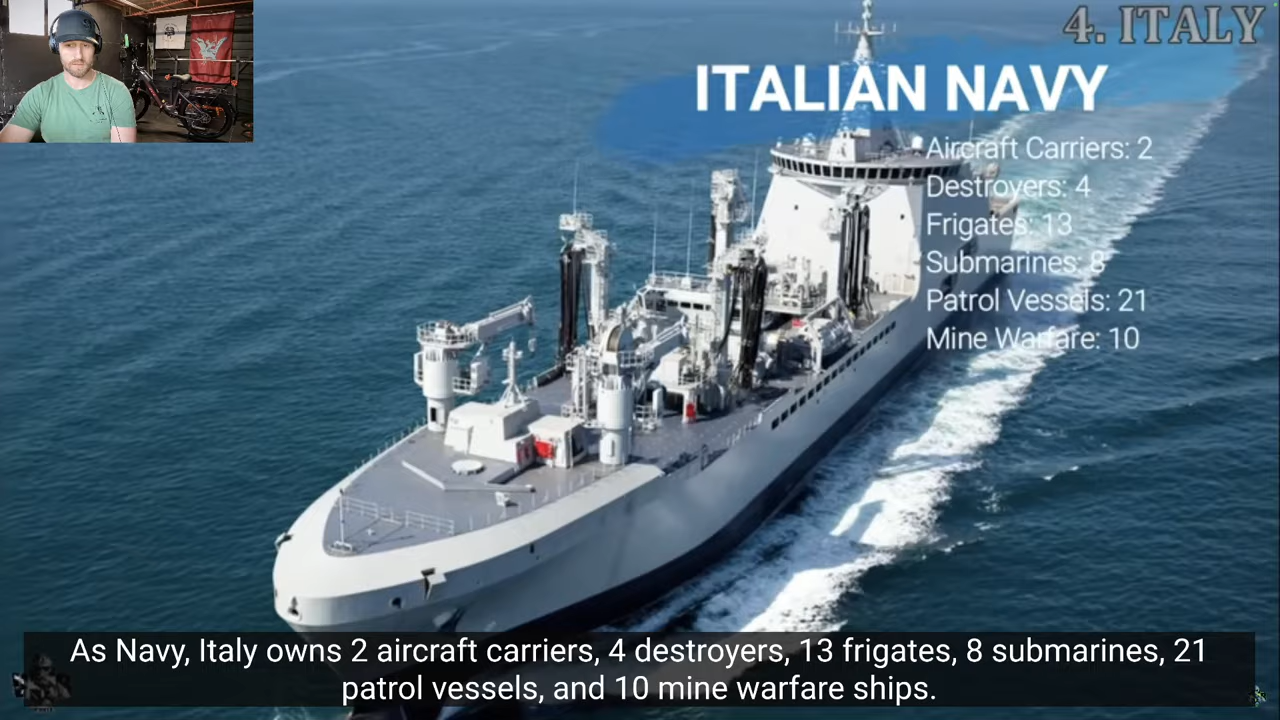 4. ITALY
ITALIAN NAVY
Aircraft Carriers: 2
Destroyers: 4
Frigates: 13
Submarines: 8
Patrol Vessels: 21
Mine Warfare: 10
As Navy, Italy owns 2 aircraft carriers, 4 destroyers, 13 frigates, 8 submarines, 21
patrol vessels, and 10 mine warfare ships.